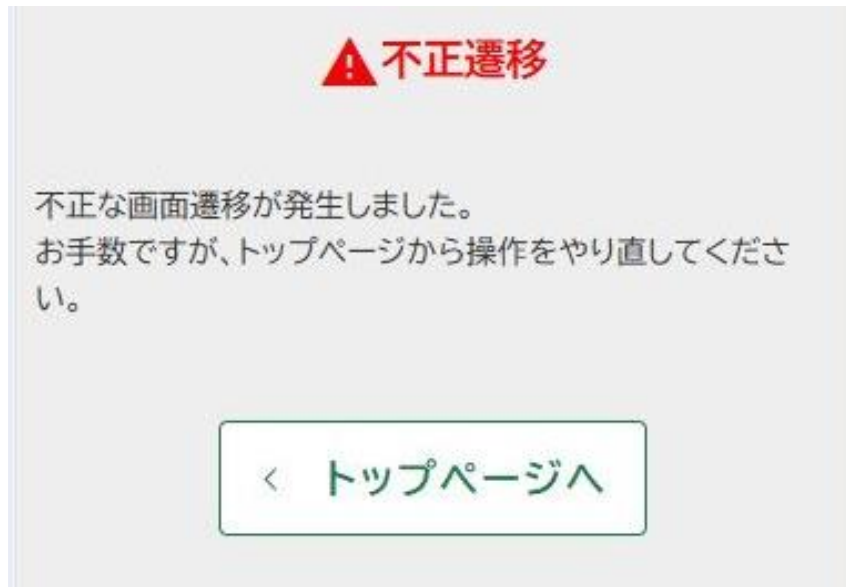 不正遷移
不正な画面遷移が発生しました。
お手数ですが、トップページから操作をやり直してくださ
い。
< トップページへ